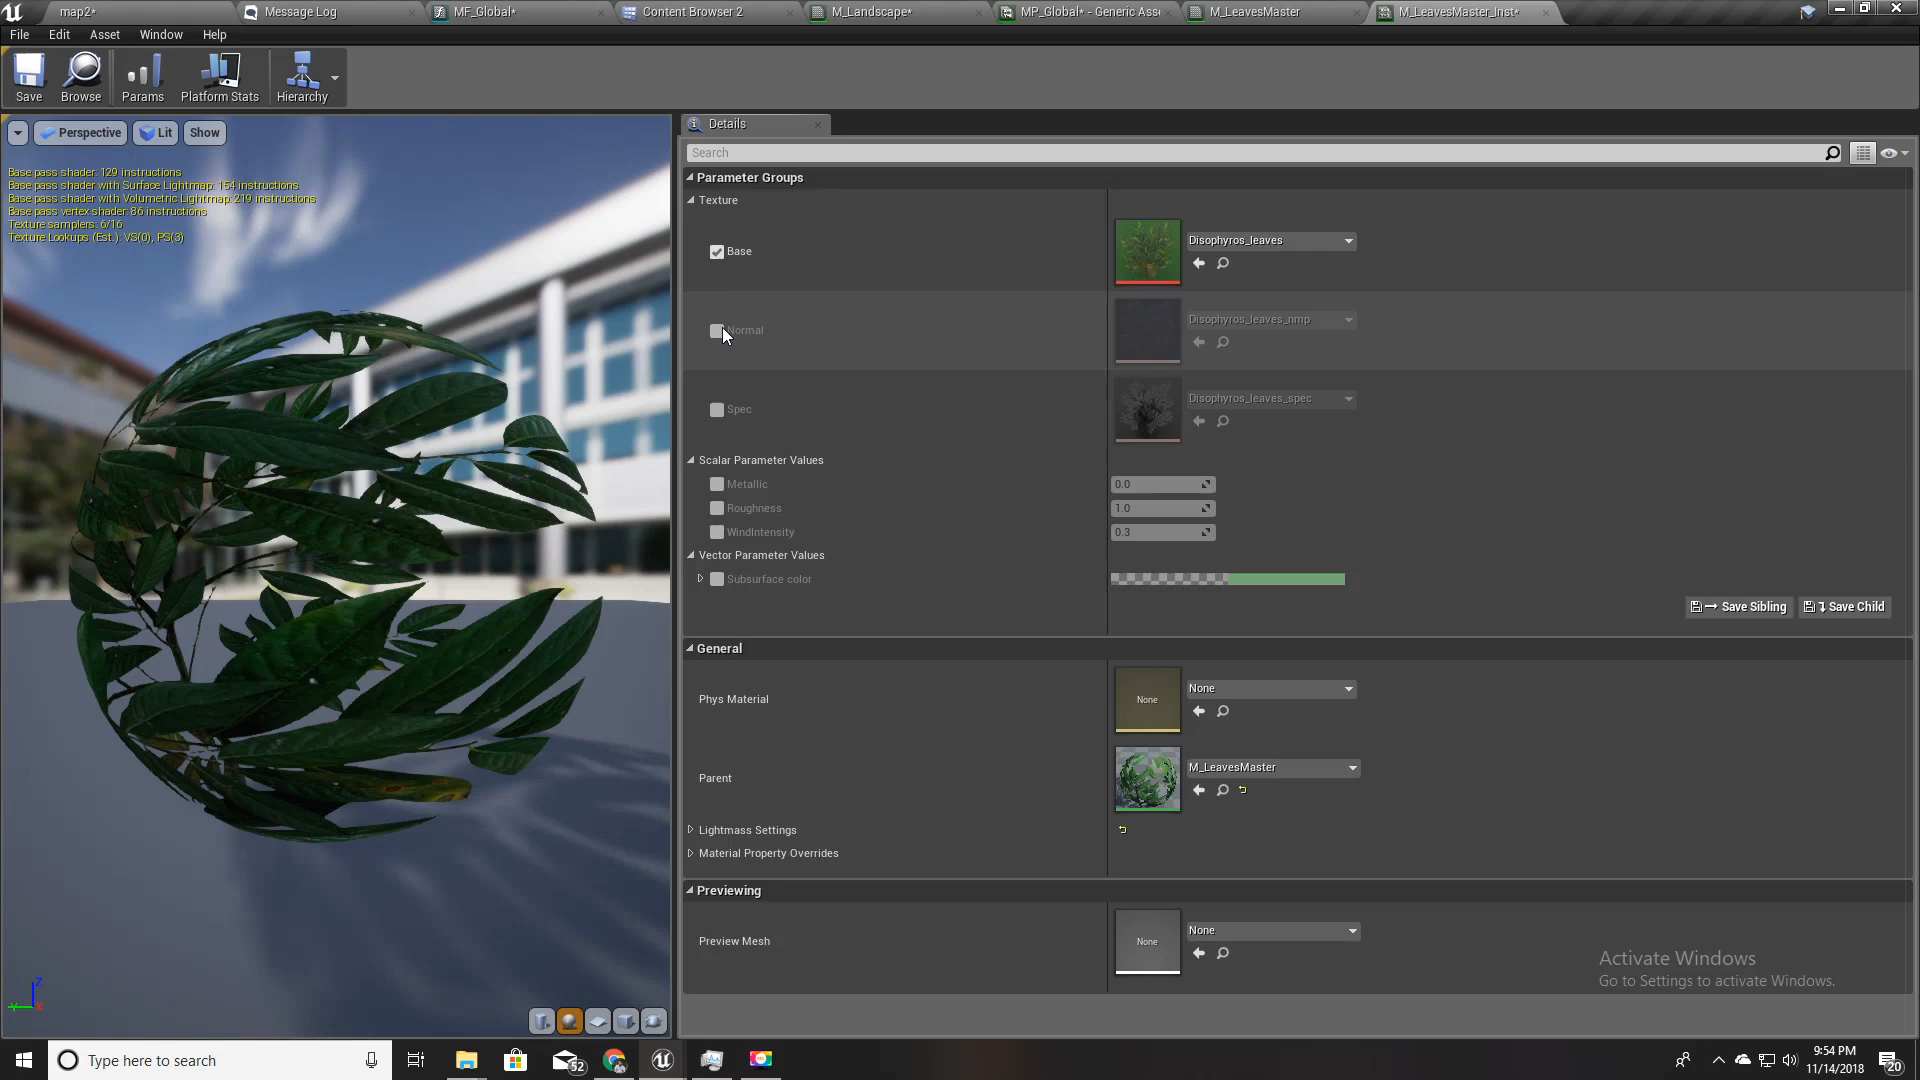 map2*
Message Log
MF_Global*
Content Browser 2
M_Landscape*
MP_Global* - Generic Asse
M_LeavesMaster
M_LeavesMaster_Inst*
File Edit Asset Window Help
Save Browse Params Platform Stats Hierarchy
Perspective Lit Show
Base pass shader: 129 instructions
Base pass shader with Surface Lightmap: 154 instructions
Base pass shader with Volumetric Lightmap: 219 instructions
Base pass vertex shader: 86 instructions
Texture samplers: 6/16
Texture Lookups (Est.): VS(0), PS(3)
Z
Y
X
Details
Search
Parameter Groups
Texture
Base Disophyros_leaves
Normal Disophyros_leaves_nmp
Spec Disophyros_leaves_spec
Scalar Parameter Values
Metallic 0.0
Roughness 1.0
WindIntensity 0.3
Vector Parameter Values
Subsurface color
Save Sibling Save Child
General
Phys Material None None
Parent M_LeavesMaster
Lightmass Settings
Material Property Overrides
Previewing
Preview Mesh None None
Activate Windows
Go to Settings to activate Windows.
Type here to search
52
9:54 PM
11/14/2018
20